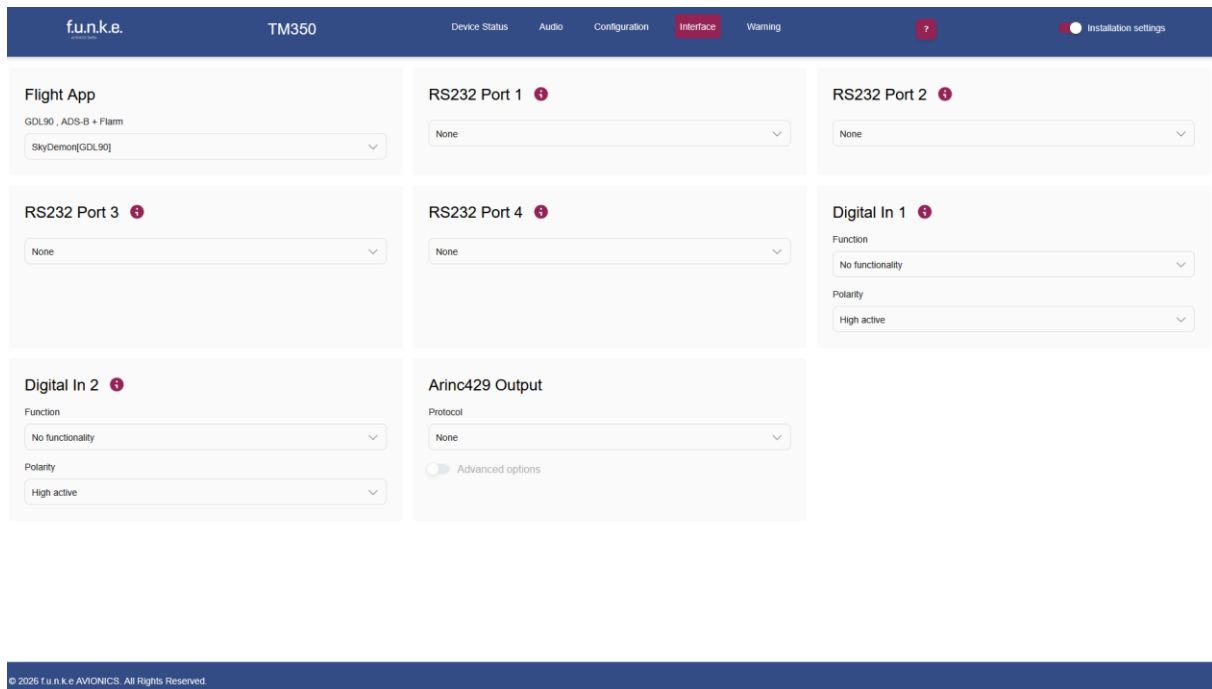 f.u.n.k.e.
TM350
Device Status
Audio
Configuration
Interface
Warning
?
Installation settings
Flight App
GDL90 , ADS-B + Flarm
SkyDemon[GDL90]
RS232 Port 1
None
RS232 Port 2
None
RS232 Port 3
None
RS232 Port 4
None
Digital In 1
Function
No functionality
Polarity
High active
Digital In 2
Function
No functionality
Polarity
High active
Arinc429 Output
Protocol
None
Advanced options
© 2026 f.u.n.k.e AVIONICS. All Rights Reserved.